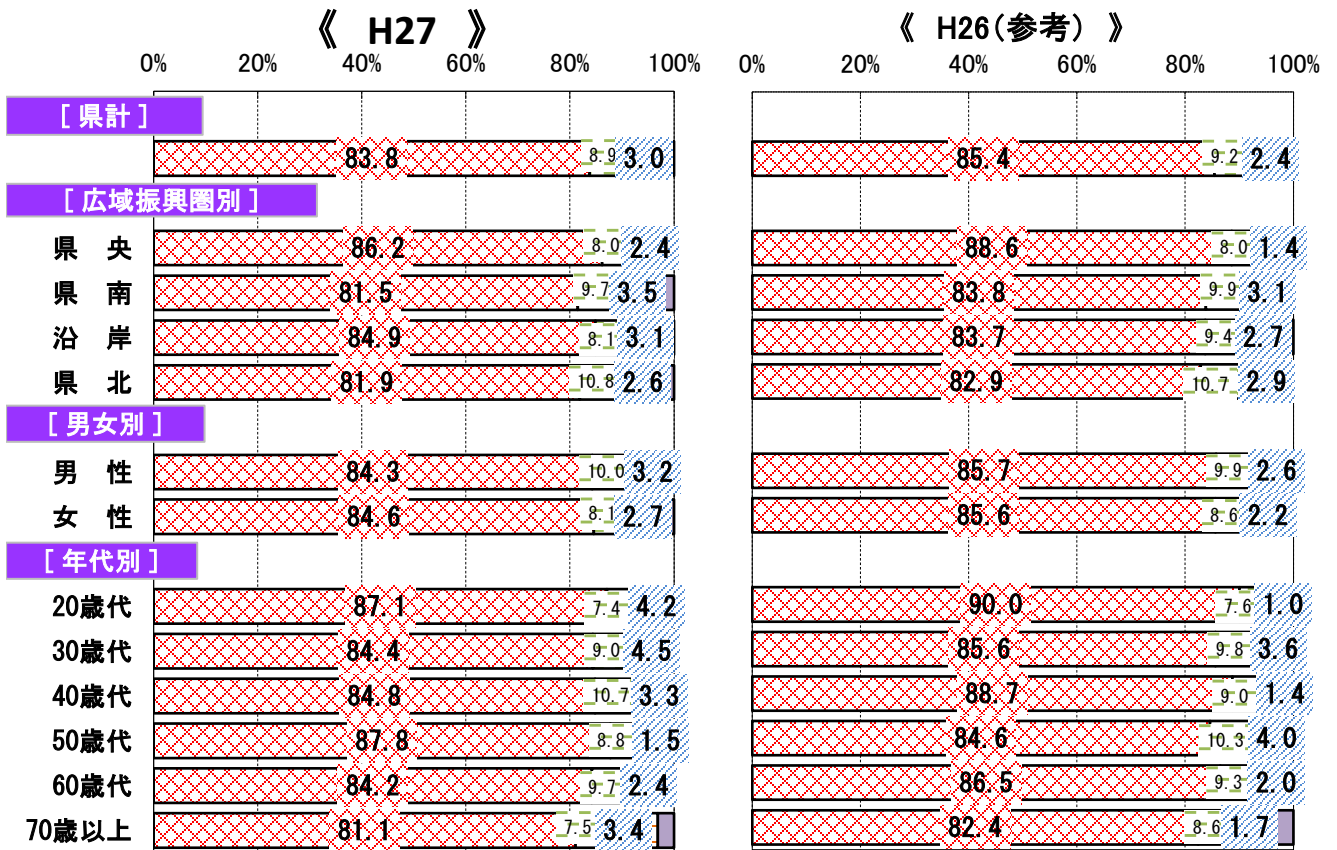 《 H27 》 《 H26（参考） 》
0% 20% 40% 60% 80% 100% 0% 20% 40% 60% 80% 100%
［県計］
83.8 8.9 3.0 85.4 9.2 2.4
［広域振興圏別］
県　央 86.2 8.0 2.4 88.6 8.0 1.4
県　南 81.5 9.7 3.5 83.8 9.9 3.1
沿　岸 84.9 8.1 3.1 83.7 9.4 2.7
県　北 81.9 10.8 2.6 82.9 10.7 2.9
［男女別］
男　性 84.3 10.0 3.2 85.7 9.9 2.6
女　性 84.6 8.1 2.7 85.6 8.6 2.2
［年代別］
20歳代 87.1 7.4 4.2 90.0 7.6 1.0
30歳代 84.4 9.0 4.5 85.6 9.8 3.6
40歳代 84.8 10.7 3.3 88.7 9.0 1.4
50歳代 87.8 8.8 1.5 84.6 10.3 4.0
60歳代 84.2 9.7 2.4 86.5 9.3 2.0
70歳以上 81.1 7.5 3.4 82.4 8.6 1.7